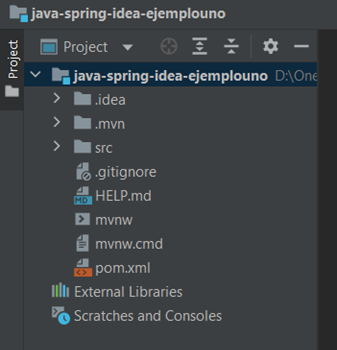 java-spring-idea-ejemplouno
Project
Project
java-spring-idea-ejemplouno D:\One
.idea
.mvn
src
.gitignore
MD HELP.md
mvnw
mvnw.cmd
pom.xml
External Libraries
Scratches and Consoles